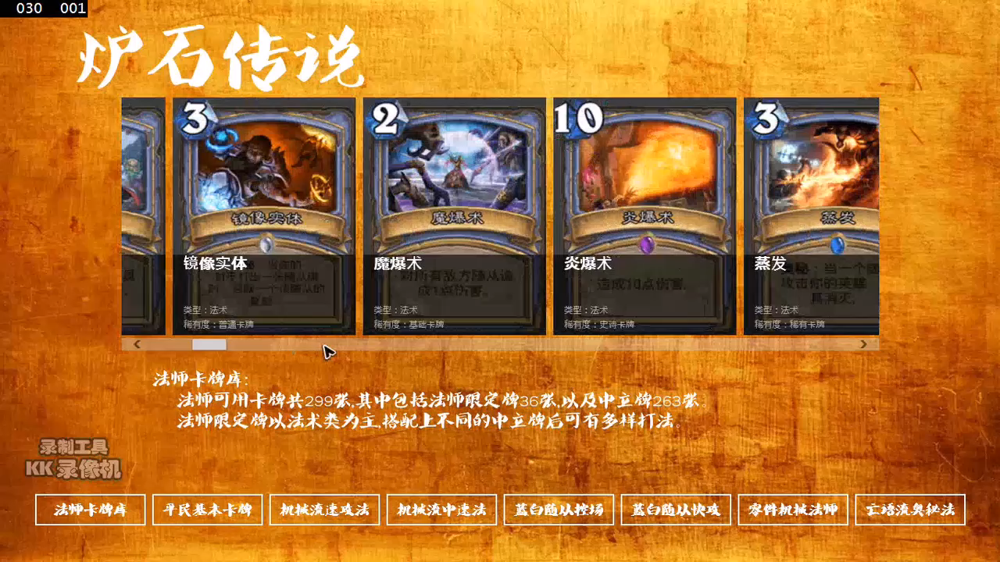 030 001
炉石传说
3
2
10
3
镜像实体
魔爆术
炎爆术
蒸发
镜像实体
魔爆术
炎爆术
蒸发
对所有敌方随从造成1点伤害。
造成10点伤害.
攻击你的英雄
其消灭.
类型：法术
稀有度：普通卡牌
类型：法术
稀有度：基础卡牌
类型：法术
稀有度：史诗卡牌
类型：法术
稀有度：稀有卡牌
法师卡牌库:
法师可用卡牌共299张,其中包括法师限定牌36张,以及中立牌263张。
法师限定牌以法术类为主,搭配上不同的中立牌后可有多样打法。
录制工具
KK 录像机
法师卡牌库
平民基本卡牌
机械流速攻法
机械流中速法
蓝白随从控场
蓝白随从快攻
零件机械法师
亡语流奥秘法